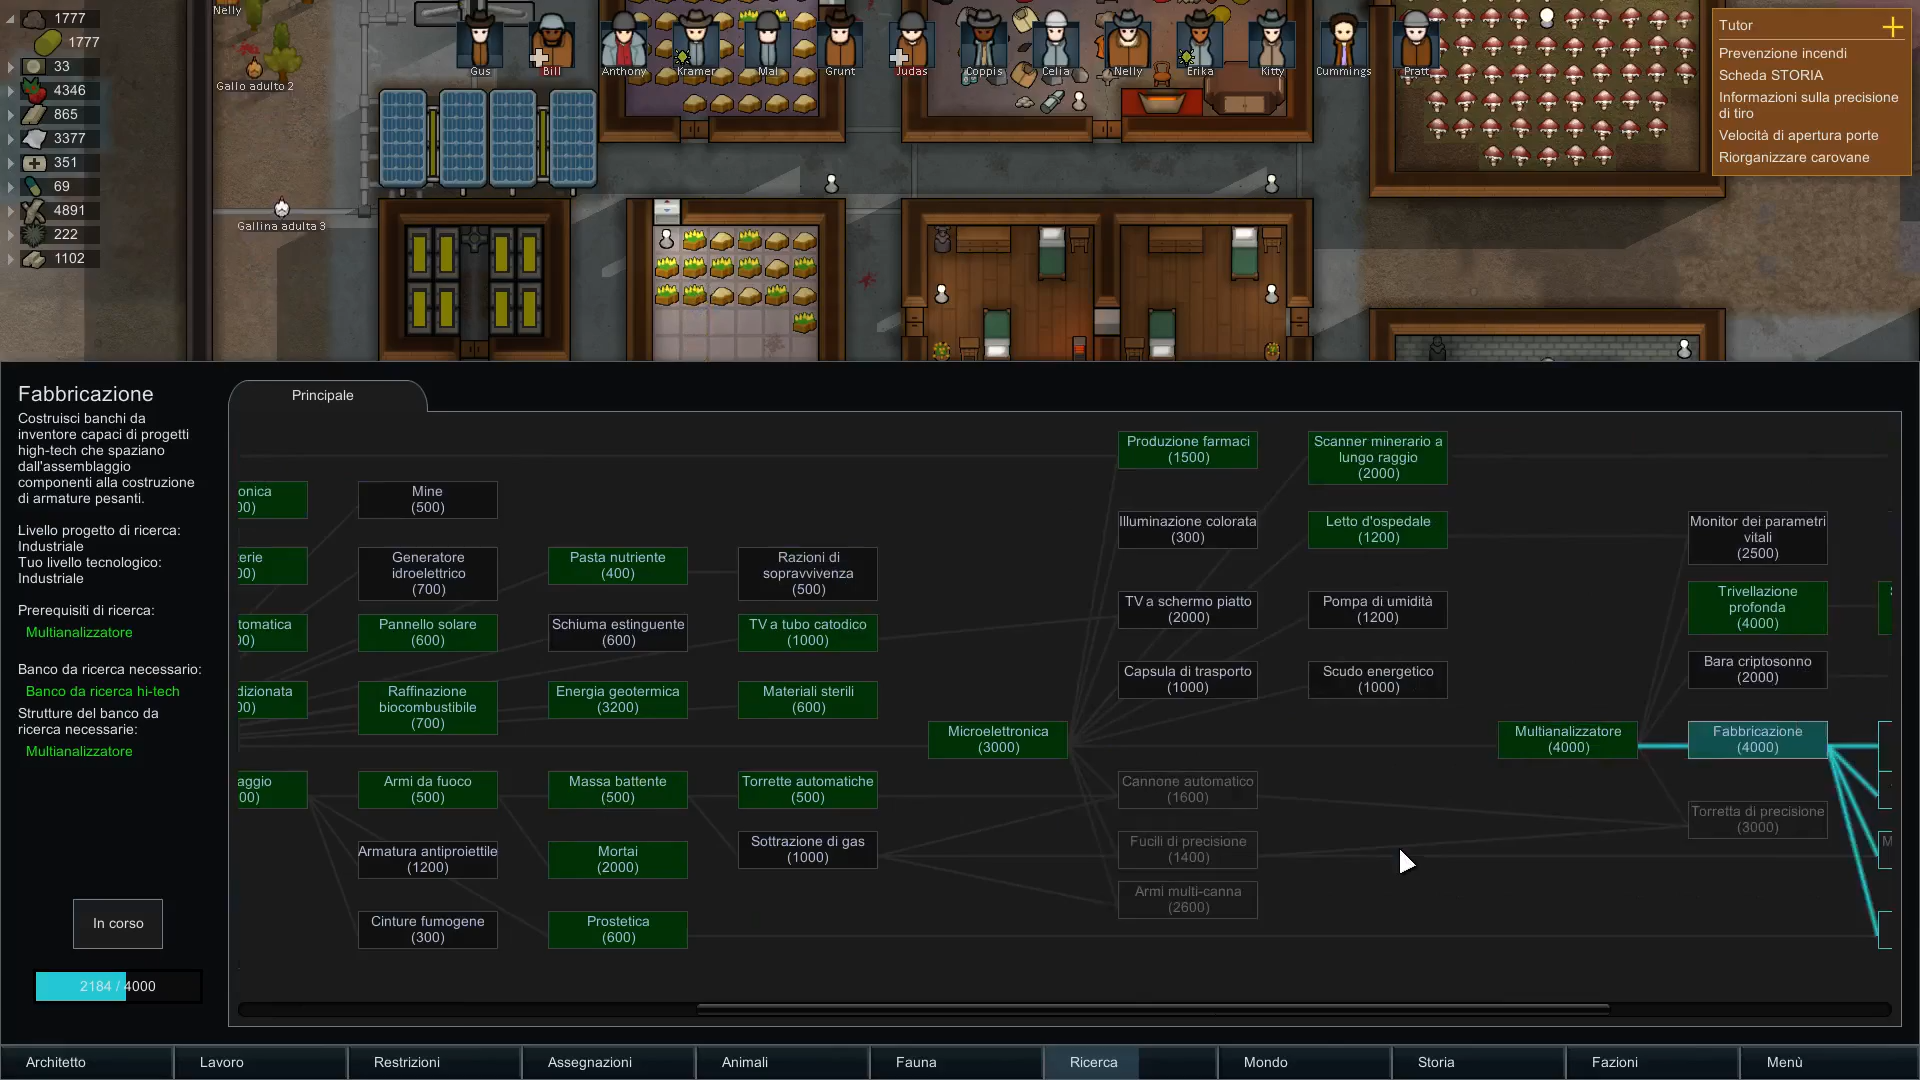 1777
1777
33
4346
865
3377
351
69
4891
222
1102
Nelly
Gallo adulto 2
Gallina adulta 3
Gus
Bill
Anthony
Kramer
Mal
Grunt
Judas
Coppis
Celia
Nelly
Erika
Kitty
Cummings
Pratt
Tutor
Prevenzione incendi
Scheda STORIA
Informazioni sulla precisione
di tiro
Velocità di apertura porte
Riorganizzare carovane
Fabbricazione
Costruisci banchi da
inventore capaci di progetti
high-tech che spaziano
dall'assemblaggio
componenti alla costruzione
di armature pesanti.
Livello progetto di ricerca:
Industriale
Tuo livello tecnologico:
Industriale
Prerequisiti di ricerca:
Multianalizzatore
Banco da ricerca necessario:
Banco da ricerca hi-tech
Strutture del banco da
ricerca necessarie:
Multianalizzatore
In corso
2184 / 4000
Principale
onica
00)
erie
00)
tomatica
00)
dizionata
00)
aggio
00)
Mine
(500)
Generatore
idroelettrico
(700)
Pannello solare
(600)
Raffinazione
biocombustibile
(700)
Armi da fuoco
(500)
Armatura antiproiettile
(1200)
Cinture fumogene
(300)
Pasta nutriente
(400)
Schiuma estinguente
(600)
Energia geotermica
(3200)
Massa battente
(500)
Mortai
(2000)
Prostetica
(600)
Razioni di
sopravvivenza
(500)
TV a tubo catodico
(1000)
Materiali sterili
(600)
Torrette automatiche
(500)
Sottrazione di gas
(1000)
Microelettronica
(3000)
Produzione farmaci
(1500)
Illuminazione colorata
(300)
TV a schermo piatto
(2000)
Capsula di trasporto
(1000)
Cannone automatico
(1600)
Fucili di precisione
(1400)
Armi multi-canna
(2600)
Scanner minerario a
lungo raggio
(2000)
Letto d'ospedale
(1200)
Pompa di umidità
(1200)
Scudo energetico
(1000)
Multianalizzatore
(4000)
Monitor dei parametri
vitali
(2500)
Trivellazione
profonda
(4000)
Bara criptosonno
(2000)
Fabbricazione
(4000)
Torretta di precisione
(3000)
M
Architetto
Lavoro
Restrizioni
Assegnazioni
Animali
Fauna
Ricerca
Mondo
Storia
Fazioni
Menù